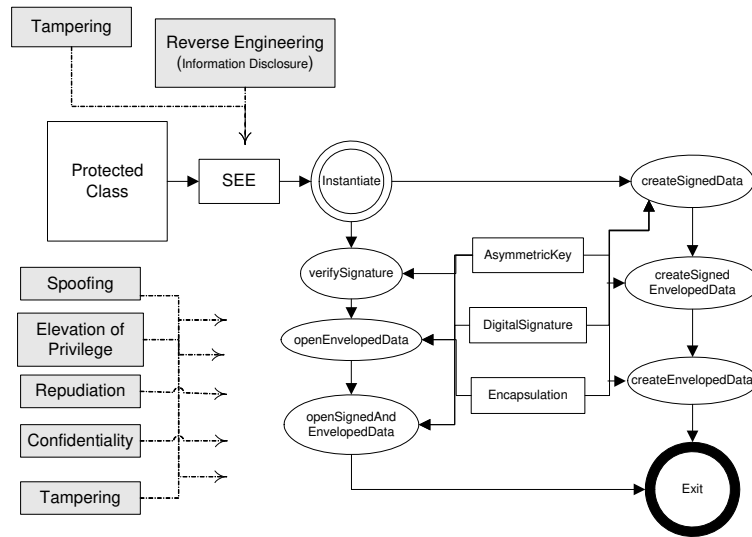 Tampering
Reverse Engineering
(Information Disclosure)
Protected
Class
SEE
Instantiate
createSignedData
verifySignature
AsymmetricKey
createSigned
EnvelopedData
Spoofing
Elevation of
Privilege
openEnvelopedData
DigitalSignature
Repudiation
Encapsulation
createEnvelopedData
Confidentiality
openSignedAnd
EnvelopedData
Tampering
Exit